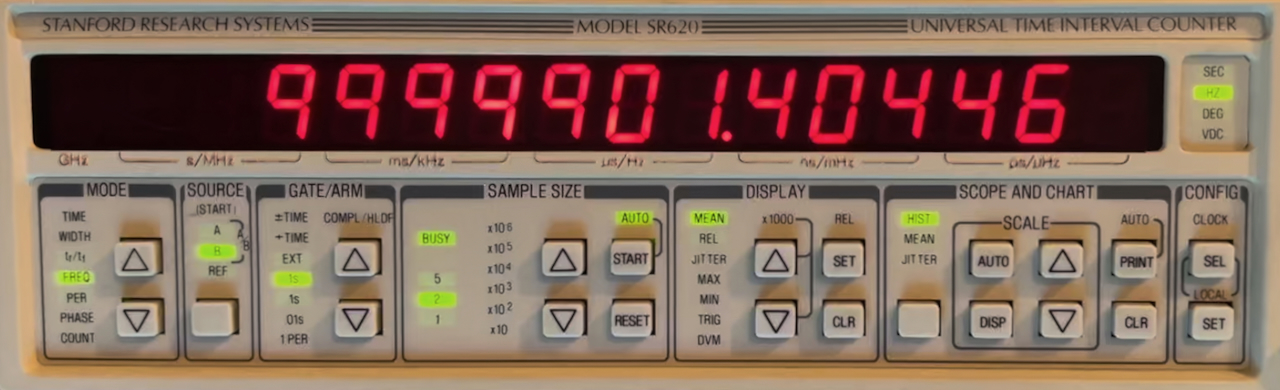 STANFORD RESEARCH SYSTEMS MODEL SR620 UNIVERSAL TIME INTERVAL COUNTER
9999901.40446
SEC
HZ
DEG
VDC
GHz s/MHz ms/kHz µs/Hz ns/mHz ps/µHz
MODE
TIME
WIDTH
tr/tf
FREQ
PER
PHASE
COUNT
SOURCE
(START)
A
B
A
B
REF
GATE/ARM
±TIME COMPL/HLDF
+TIME
EXT
1s
1s
01s
1 PER
SAMPLE SIZE
AUTO
BUSY
5
2
1
x10⁶
x10⁵
x10⁴
x10³
x10²
x10
START
RESET
DISPLAY
MEAN x1000 REL
REL
JITTER
MAX
MIN
TRIG
DVM
SET
CLR
SCOPE AND CHART
HIST
MEAN
JITTER
SCALE
AUTO
DISP
AUTO
PRINT
CLR
CONFIG
CLOCK
SEL
LOCAL
SET